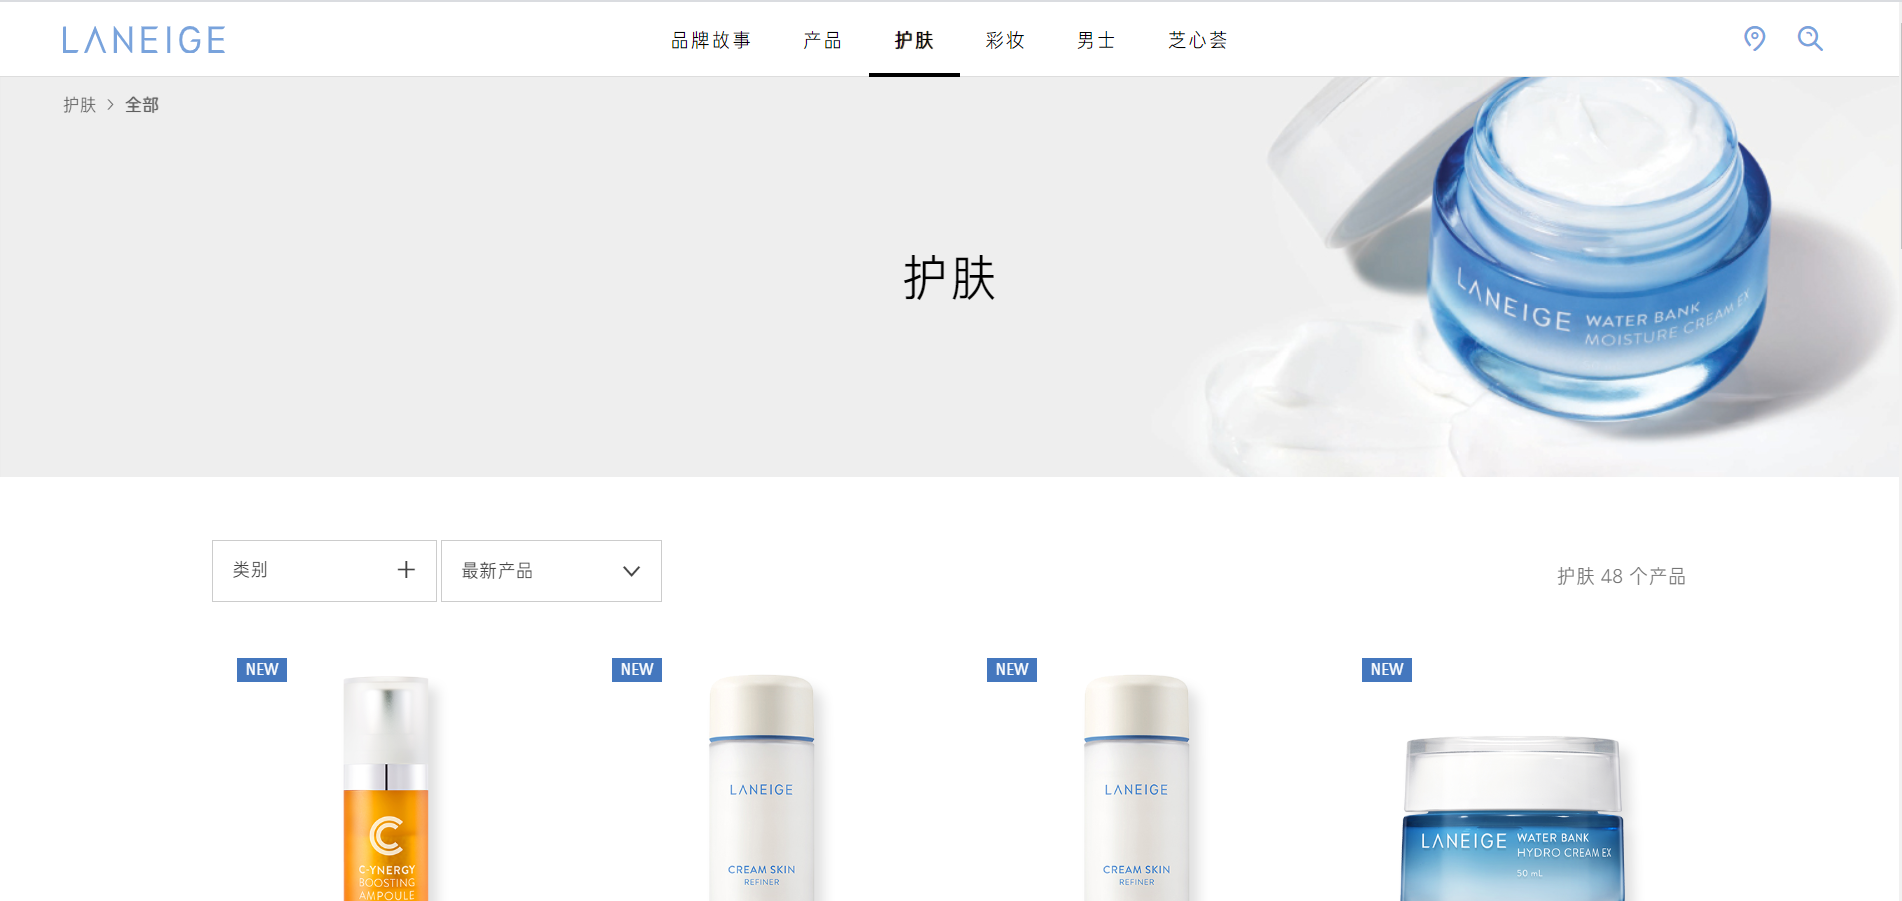 LANEIGE
品牌故事 产品 护肤 彩妆 男士 芝心荟
护肤 > 全部
护肤
LANEIGE WATER BANK
MOISTURE CREAM EX
类别
最新产品
护肤 48 个产品
NEW NEW NEW NEW
LANEIGE
CREAM SKIN
REFINER
LANEIGE
CREAM SKIN
REFINER
LANEIGE WATER BANK
HYDRO CREAM EX
50 mL
C-YNERGY
BOOSTING
AMPOULE